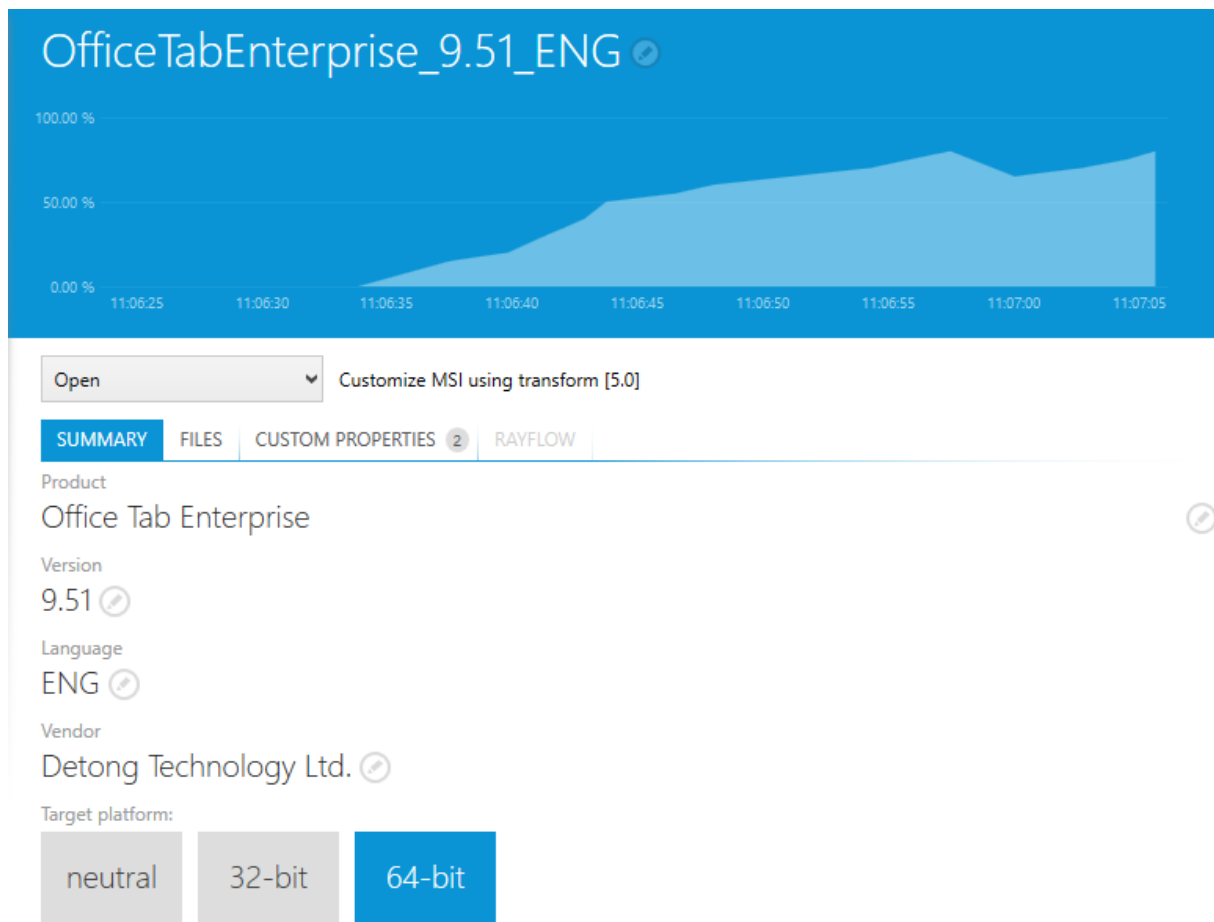 OfficeTabEnterprise_9.51_ENG
100.00 %
50.00 %
0.00 %
11:06:25 11:06:30 11:06:35 11:06:40 11:06:45 11:06:50 11:06:55 11:07:00 11:07:05
Open Customize MSI using transform [5.0]
SUMMARY FILES CUSTOM PROPERTIES 2 RAYFLOW
Product
Office Tab Enterprise
Version
9.51
Language
ENG
Vendor
Detong Technology Ltd.
Target platform:
neutral 32-bit 64-bit